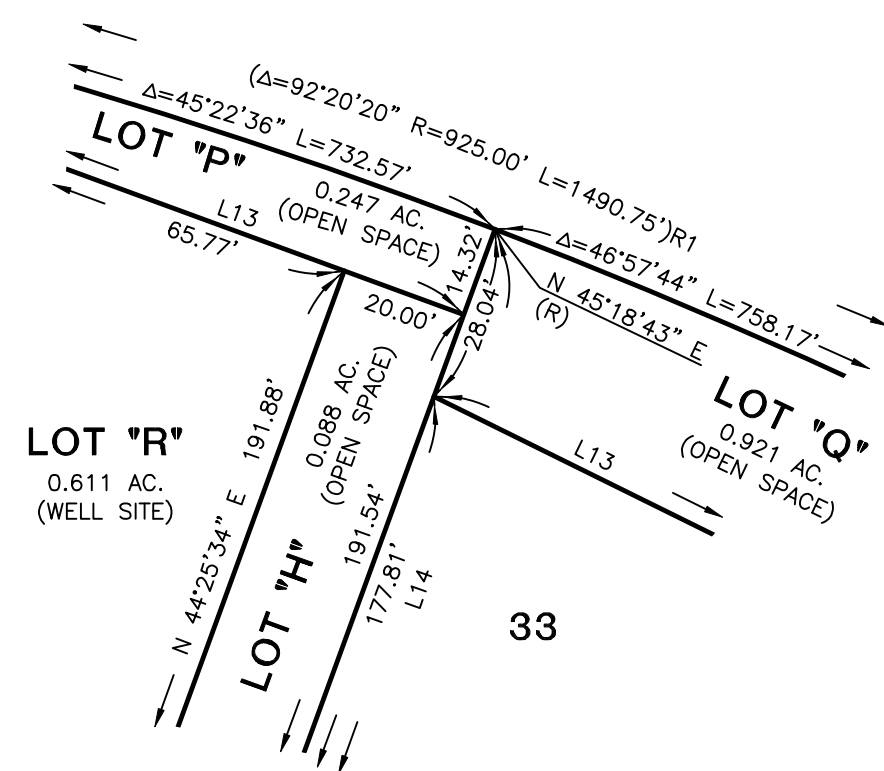 (Δ=92°20'20" R=925.00' L=1490.75')R1
Δ=45°22'36" L=732.57'
LOT "P"
0.247 AC.
(OPEN SPACE)
L13
65.77'
14.32'
Δ=46°57'44" L=758.17'
N 45°18'43" E
(R)
20.00'
28.04'
LOT "Q"
0.921 AC.
(OPEN SPACE)
L13
LOT "R"
0.611 AC.
(WELL SITE)
N 44°25'34" E 191.88'
0.088 AC.
(OPEN SPACE)
LOT "H"
191.54'
177.81'
L14
33